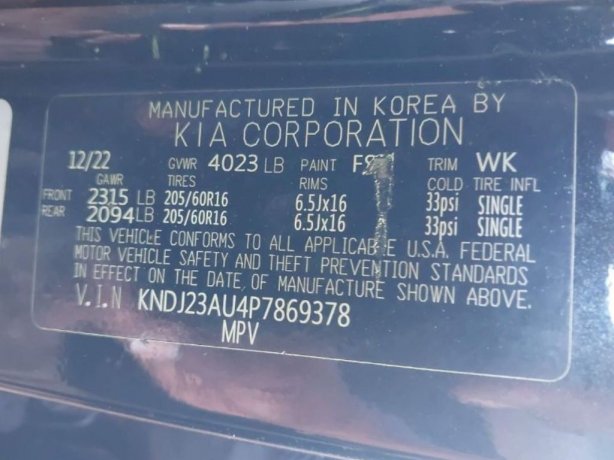 MANUFACTURED IN KOREA BY
KIA CORPORATION
12/22 GVWR 4023 LB PAINT TRIM WK
GAWR TIRES RIMS COLD TIRE INFL
FRONT 2315 LB 205/60R16 6.5Jx16 33psi SINGLE
REAR 2094 LB 205/60R16 6.5Jx16 33psi SINGLE
THIS VEHICLE CONFORMS TO ALL APPLICABLE U.S.A. FEDERAL
MOTOR VEHICLE SAFETY AND THEFT PREVENTION STANDARDS
IN EFFECT ON THE DATE OF MANUFACTURE SHOWN ABOVE.
V.I.N KNDJ23AU4P7869378
MPV